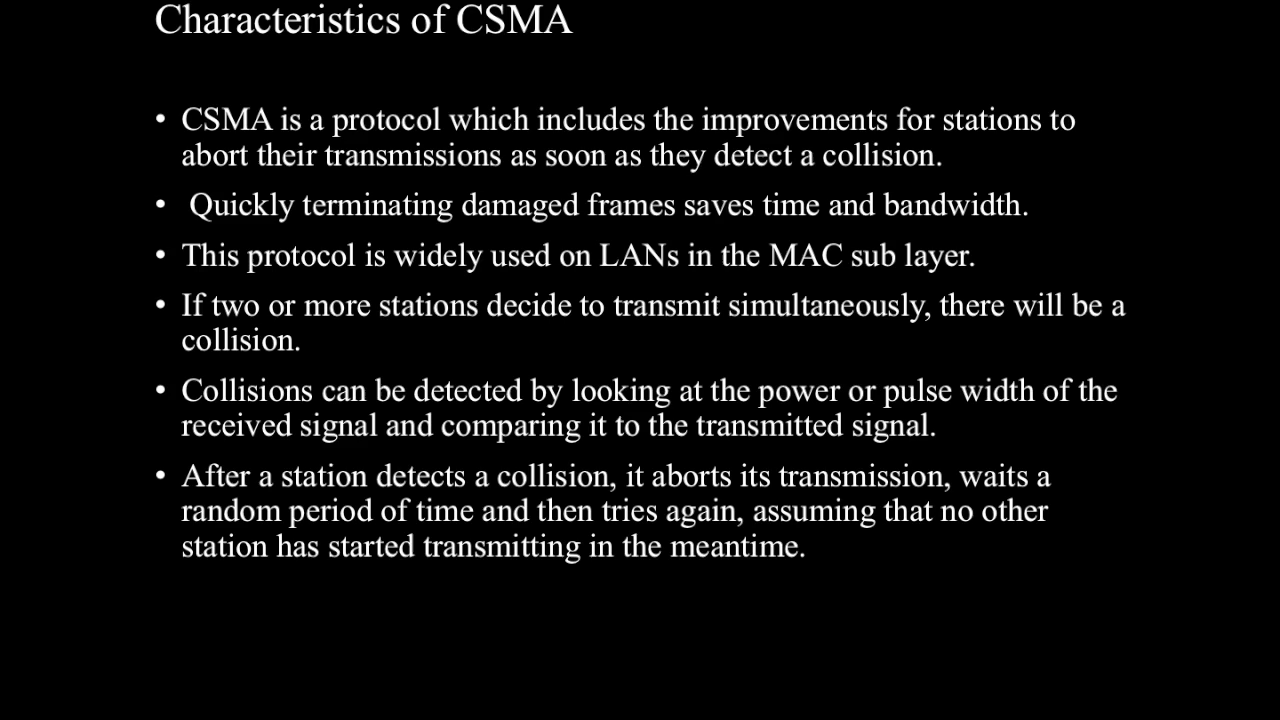 Characteristics of CSMA
• CSMA is a protocol which includes the improvements for stations to
abort their transmissions as soon as they detect a collision.
• Quickly terminating damaged frames saves time and bandwidth.
• This protocol is widely used on LANs in the MAC sub layer.
• If two or more stations decide to transmit simultaneously, there will be a
collision.
• Collisions can be detected by looking at the power or pulse width of the
received signal and comparing it to the transmitted signal.
• After a station detects a collision, it aborts its transmission, waits a
random period of time and then tries again, assuming that no other
station has started transmitting in the meantime.